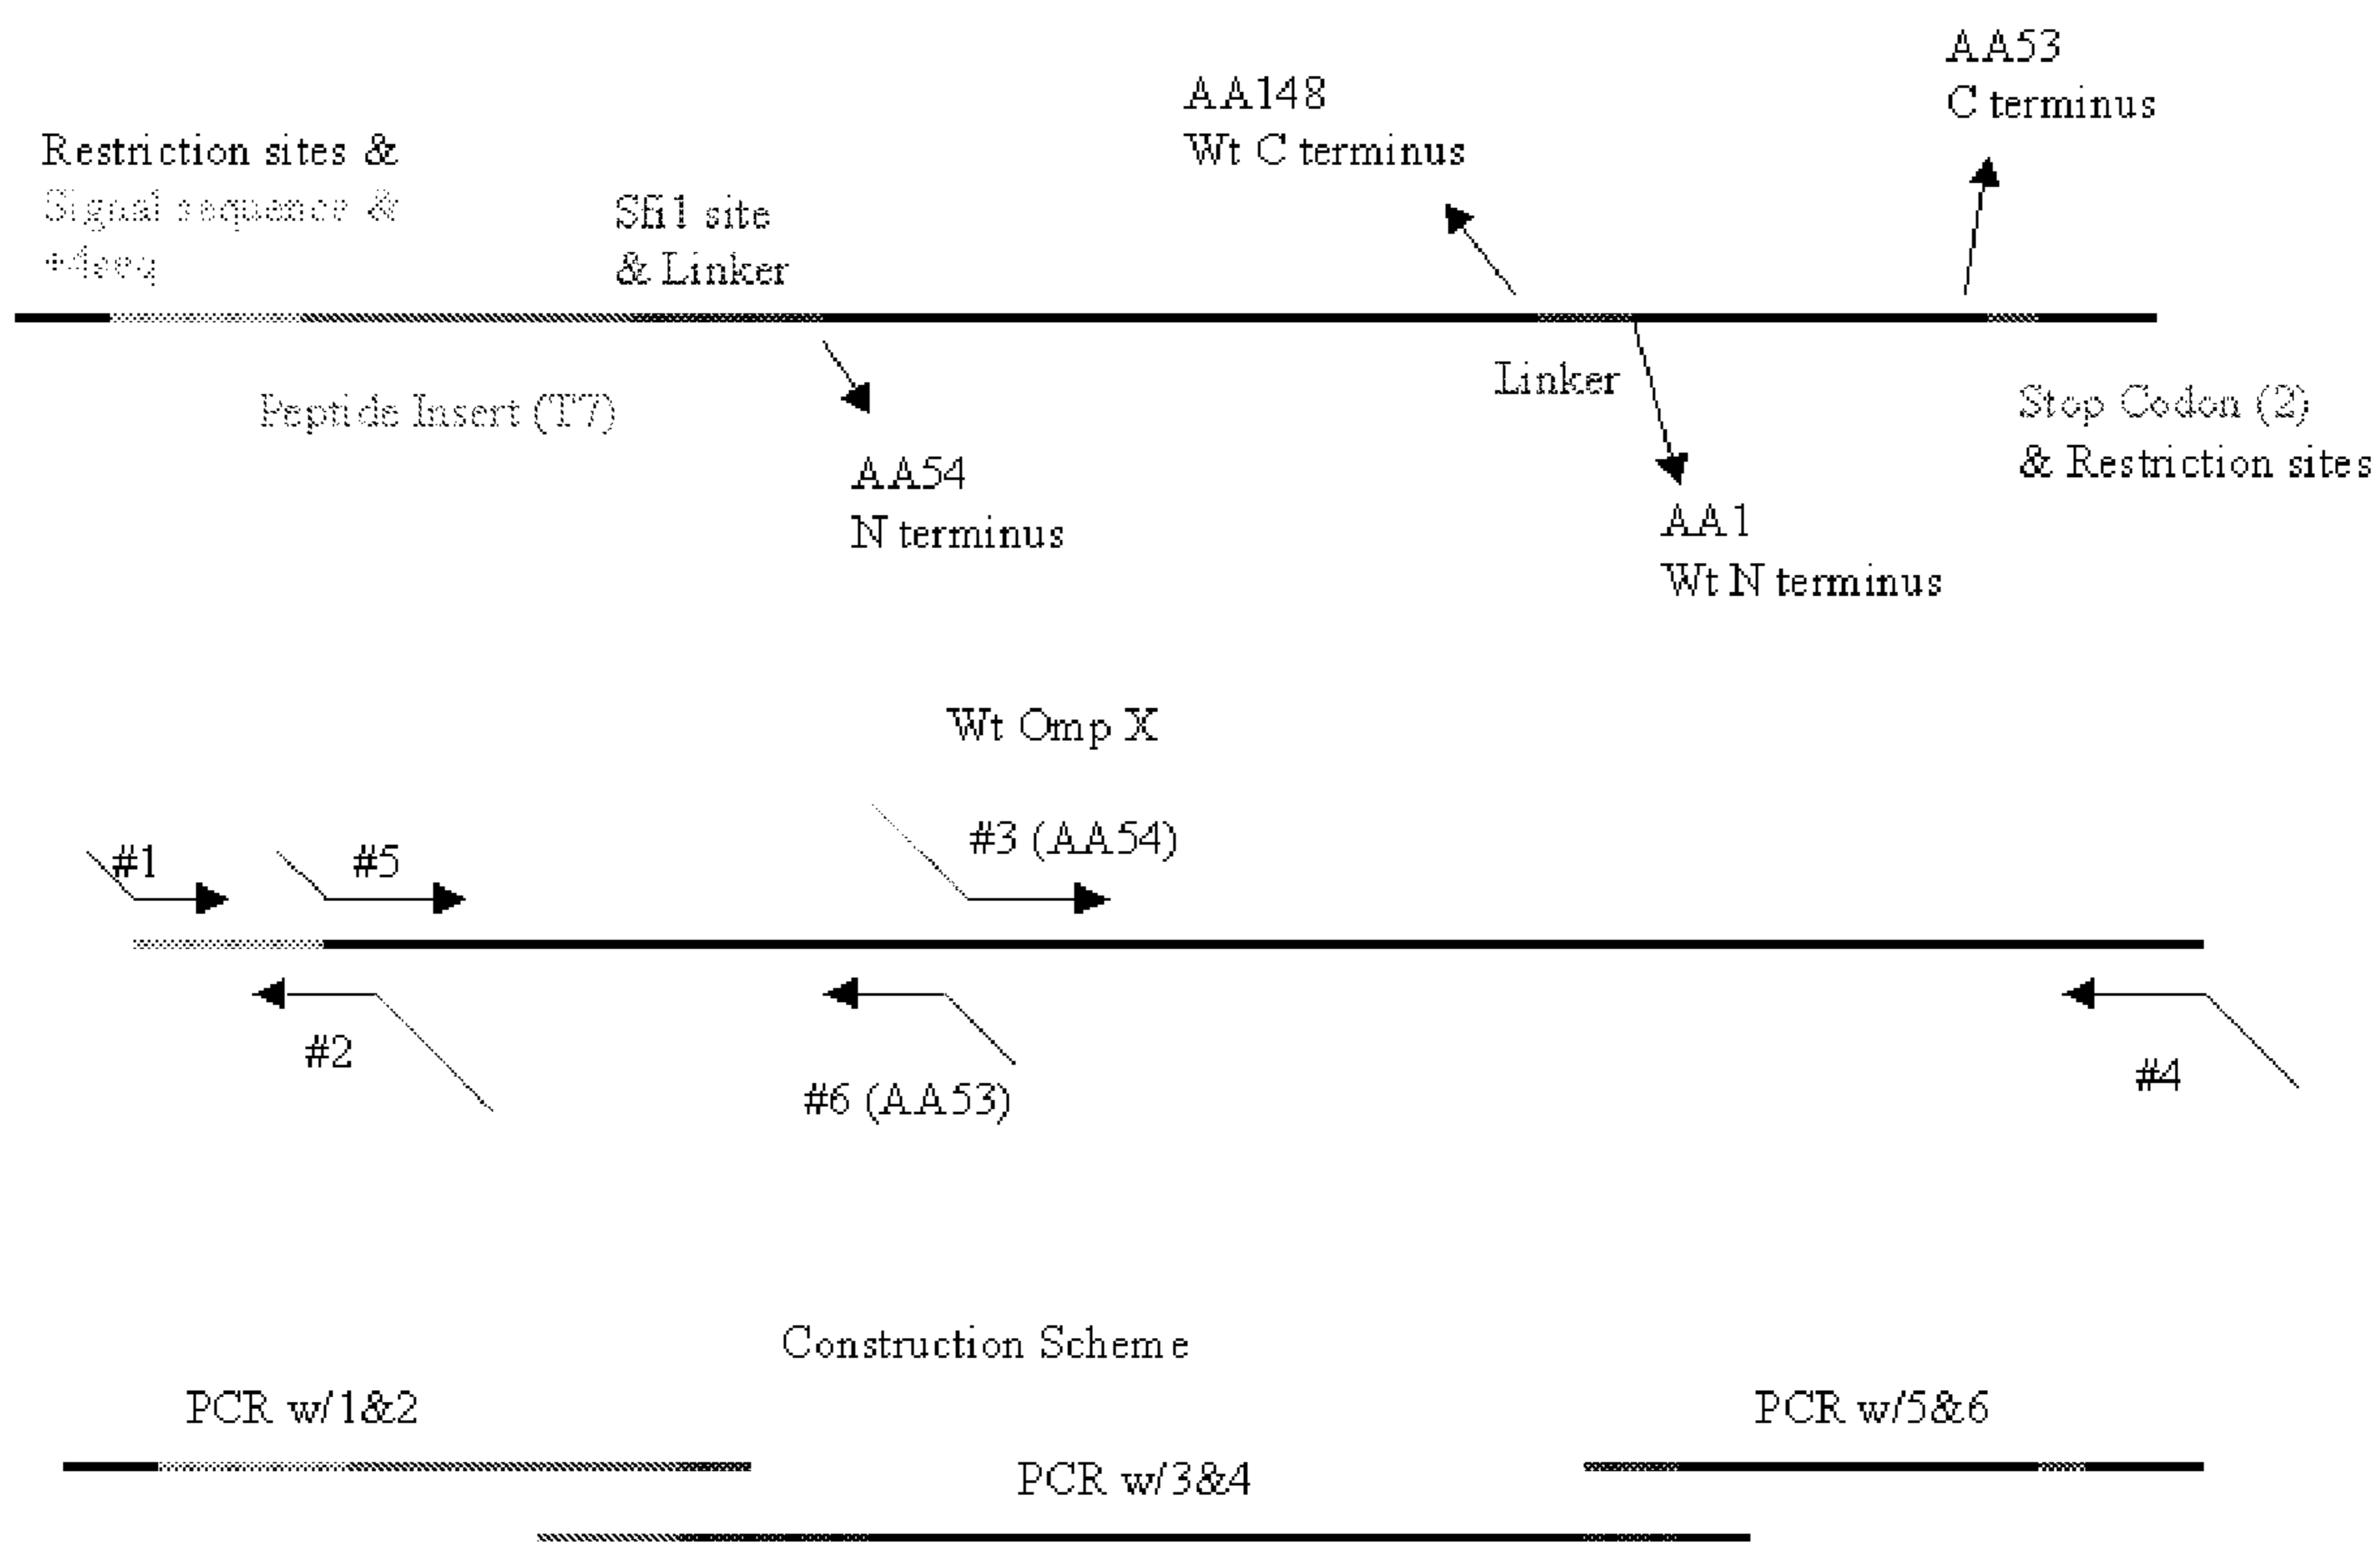 AA53
C terminus
AA148
Wt C terminus
Restriction sites &
Signal sequence &
+4seq
Sfi1 site
& Linker
Linker
Peptide Insert (T7)
Stop Codon (2)
& Restriction sites
AA54
N terminus
AA1
Wt N terminus
Wt Omp X
#1
#5
#3 (AA54)
#2
#6 (AA53)
#4
Construction Scheme
PCR w/1&2
PCR w/5&6
PCR w/3&4